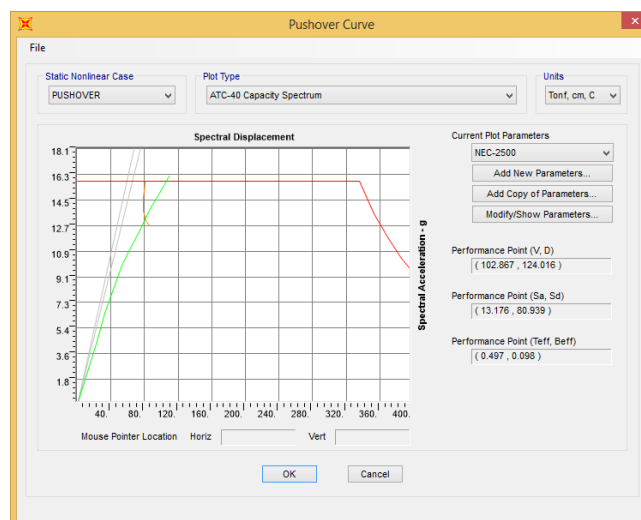 Pushover Curve
File
Static Nonlinear Case
PUSHOVER
Plot Type
ATC-40 Capacity Spectrum
Units
Tonf, cm, C
Spectral Displacement
18.1
16.3
14.5
12.7
10.9
9.1
7.3
5.4
3.6
1.8
40. 80. 120. 160. 200. 240. 280. 320. 360. 400.
Spectral Acceleration - g
Mouse Pointer Location Horiz Vert
Current Plot Parameters
NEC-2500
Add New Parameters...
Add Copy of Parameters...
Modify/Show Parameters...
Performance Point (V, D)
( 102.867 , 124.016 )
Performance Point (Sa, Sd)
( 13.176 , 80.939 )
Performance Point (Teff, Beff)
( 0.497 , 0.098 )
OK Cancel